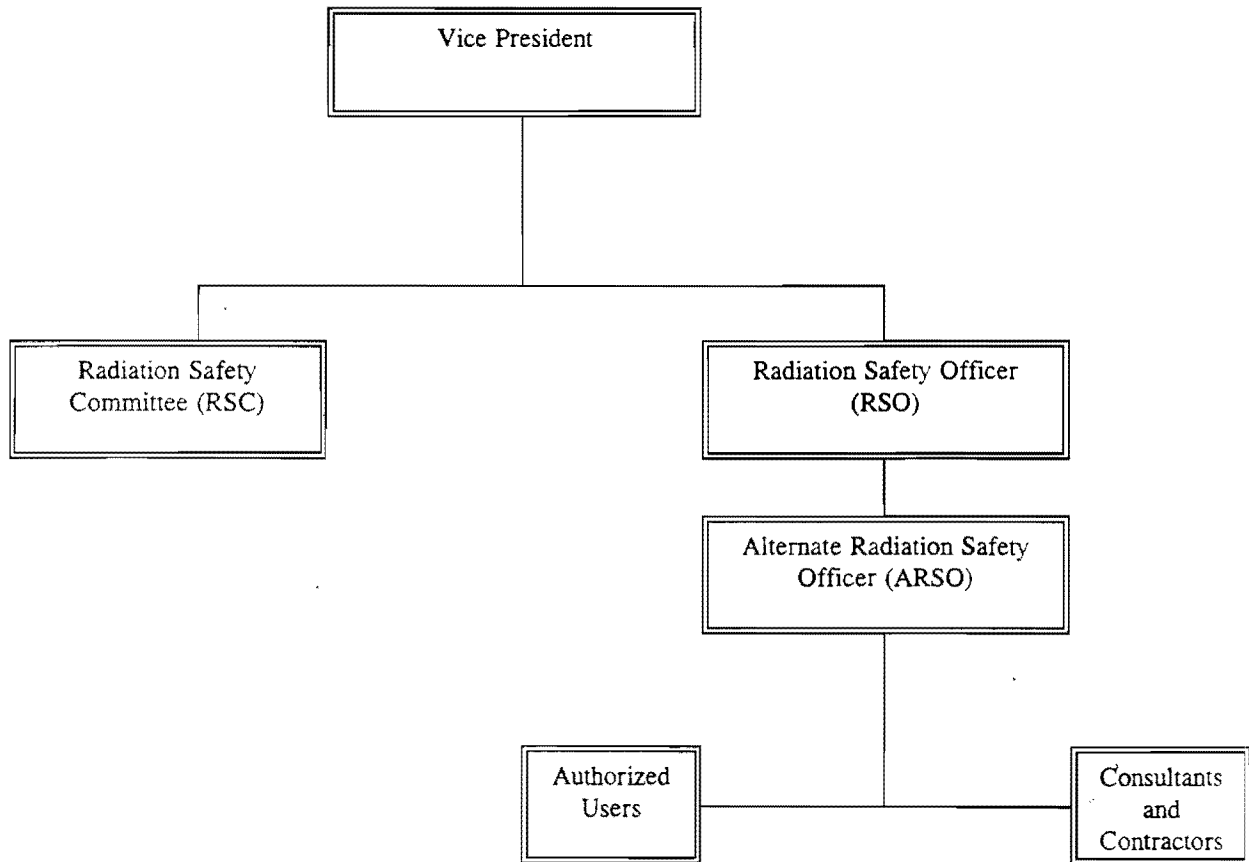 Vice President
Radiation Safety
Committee (RSC)
Radiation Safety Officer
(RSO)
Alternate Radiation Safety
Officer (ARSO)
Authorized
Users
Consultants
and
Contractors